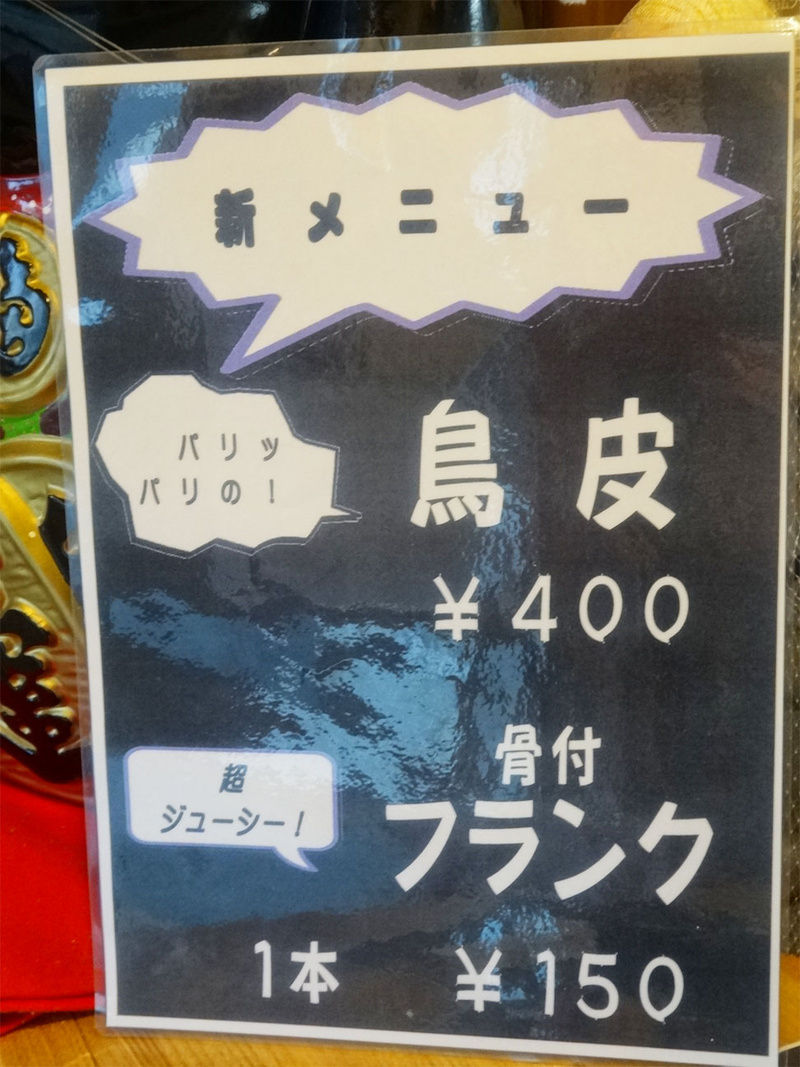 新メニュー
パリッ
パリの!
鳥皮
¥400
骨付
超
ジューシー!
フランク
1本 ¥150